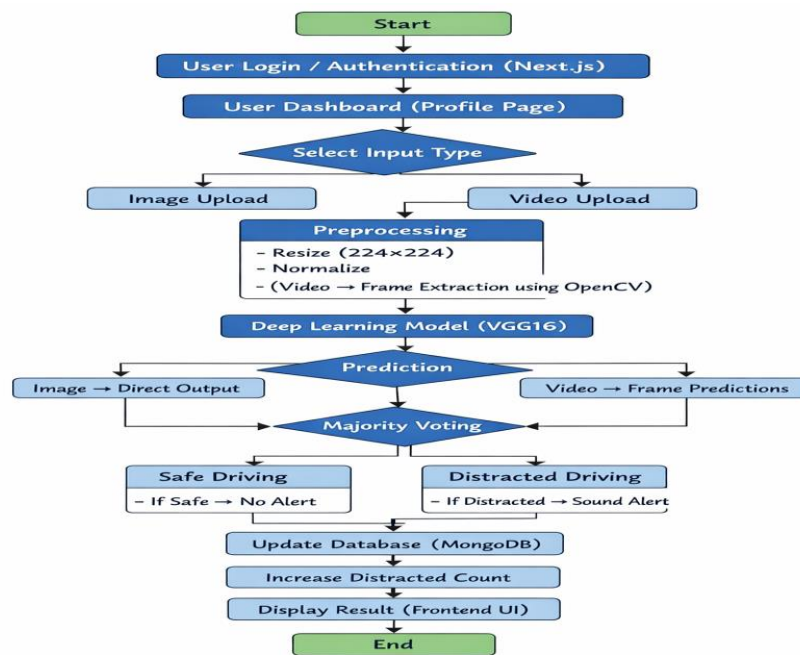 Start
User Login / Authentication (Next.js)
User Dashboard (Profile Page)
Select Input Type
Image Upload
Video Upload
Preprocessing
- Resize (224×224)
- Normalize
- (Video → Frame Extraction using OpenCV)
Deep Learning Model (VGG16)
Prediction
Image → Direct Output
Video → Frame Predictions
Majority Voting
Safe Driving
- If Safe → No Alert
Distracted Driving
- If Distracted → Sound Alert
Update Database (MongoDB)
Increase Distracted Count
Display Result (Frontend UI)
End